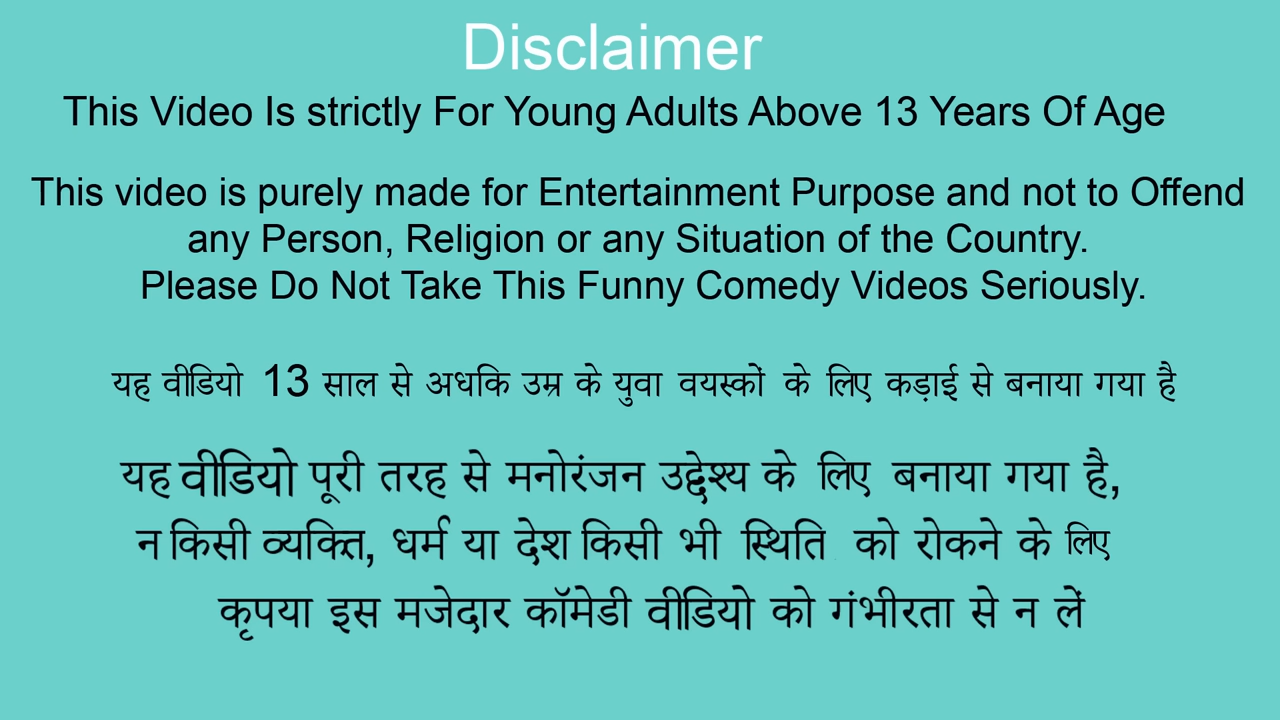 Disclaimer
This Video Is strictly For Young Adults Above 13 Years Of Age
This video is purely made for Entertainment Purpose and not to Offend
any Person, Religion or any Situation of the Country.
Please Do Not Take This Funny Comedy Videos Seriously.
यह वीडियो 13 साल से अधकि उम्र के युवा वयस्कों के लिए कड़ाई से बनाया गया है
यह वीडियो पूरी तरह से मनोरंजन उद्देश्य के लिए बनाया गया है,
न किसी व्यक्ति, धर्म या देश किसी भी स्थिति को रोकने के लिए
कृपया इस मजेदार कॉमेडी वीडियो को गंभीरता से न लें